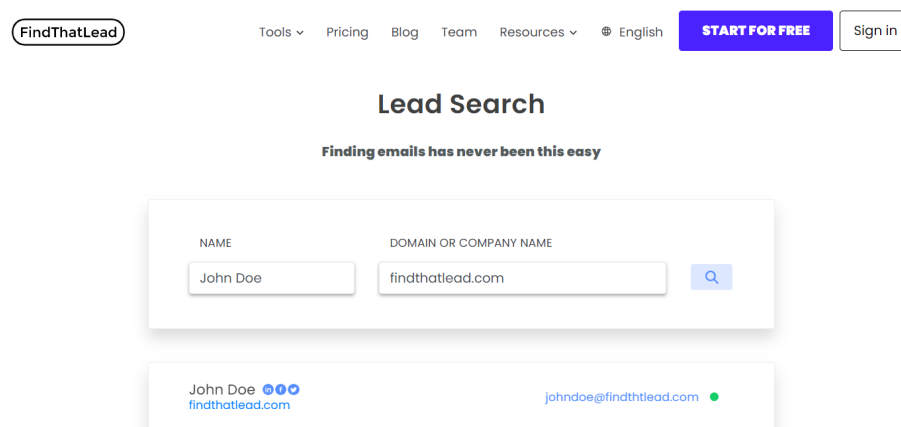 FindThatLead Tools Pricing Blog Team Resources English START FOR FREE Sign in
Lead Search
Finding emails has never been this easy
NAME DOMAIN OR COMPANY NAME
John Doe findthatlead.com
John Doe in f
findthatlead.com johndoe@findthtlead.com